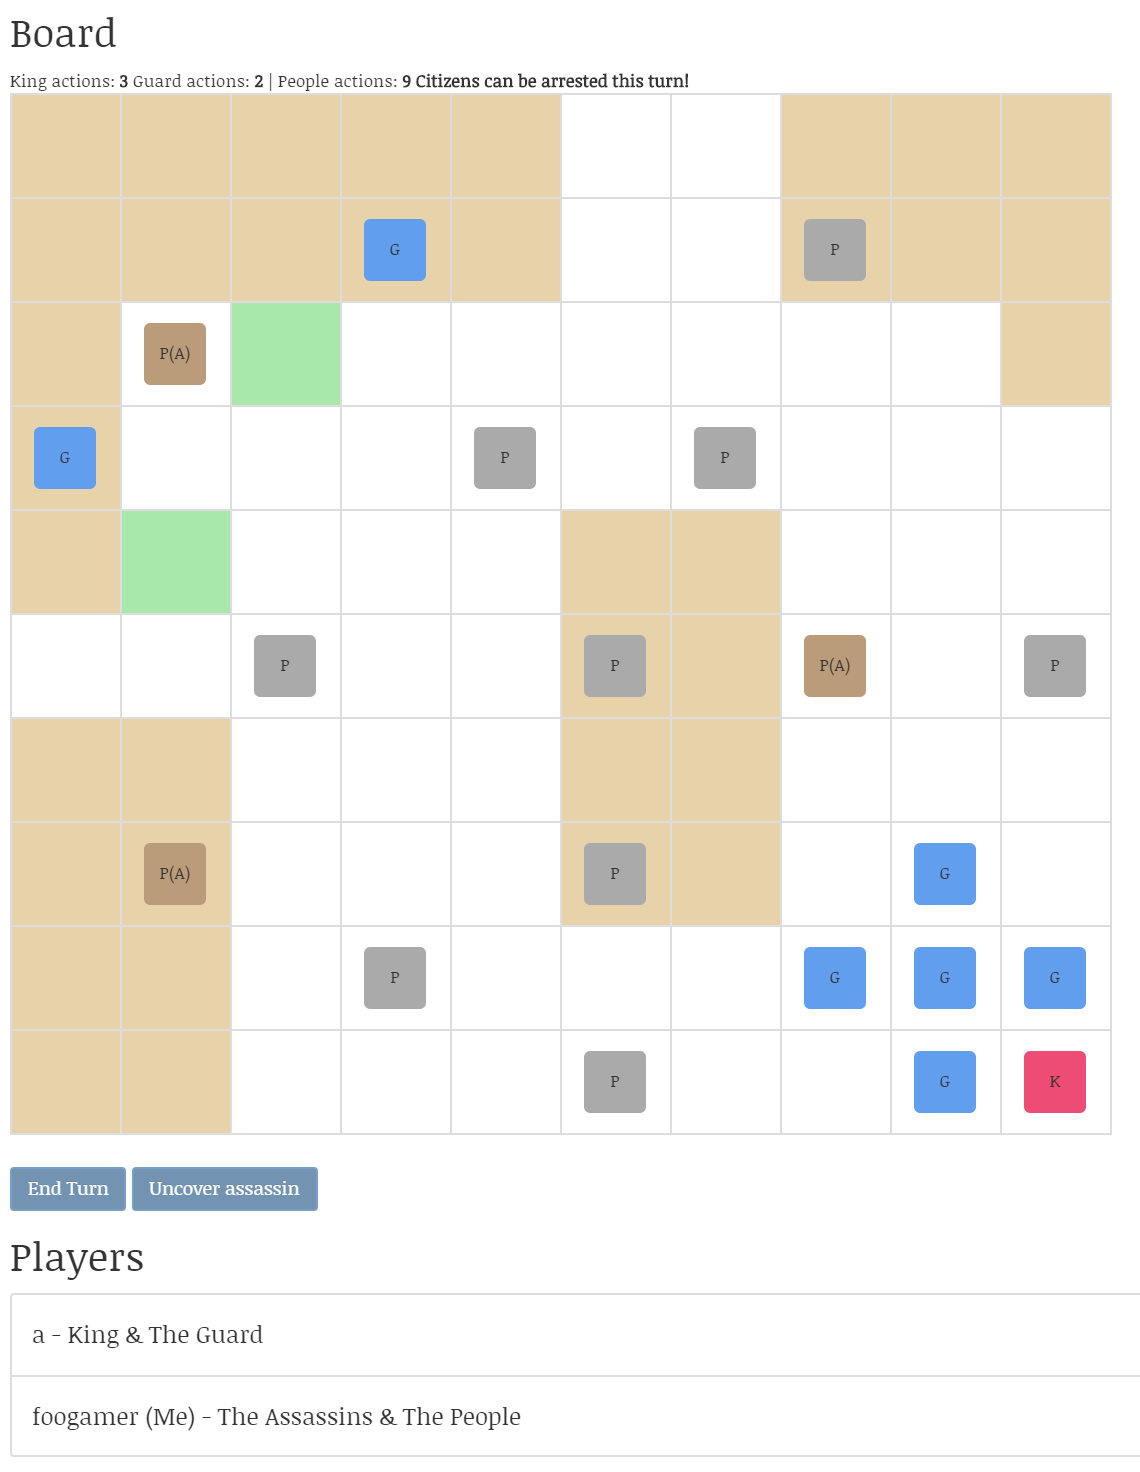 Board
King actions: 3 Guard actions: 2 | People actions: 9 Citizens can be arrested this turn!
G P
P(A)
G P P
P P P(A) P
P(A) P G
P G G G
P G K
End Turn Uncover assassin
Players
a - King & The Guard
foogamer (Me) - The Assassins & The People